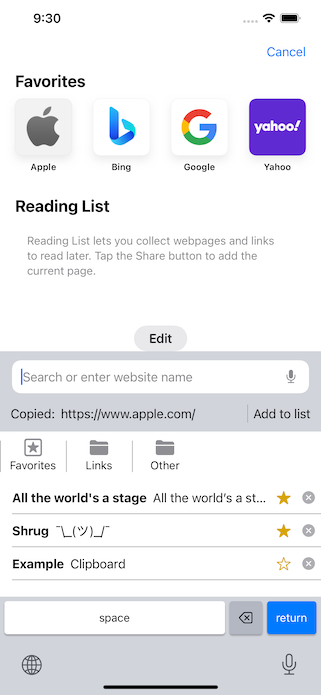 9:30
Cancel
Favorites
yahoo!
Apple Bing Google Yahoo
Reading List
Reading List lets you collect webpages and links
to read later. Tap the Share button to add the
current page.
Edit
Search or enter website name
Copied: https://www.apple.com/ Add to list
Favorites Links Other
All the world's a stage All the world's a st...
Shrug ¯\_(ツ)_/¯
Example Clipboard
space return